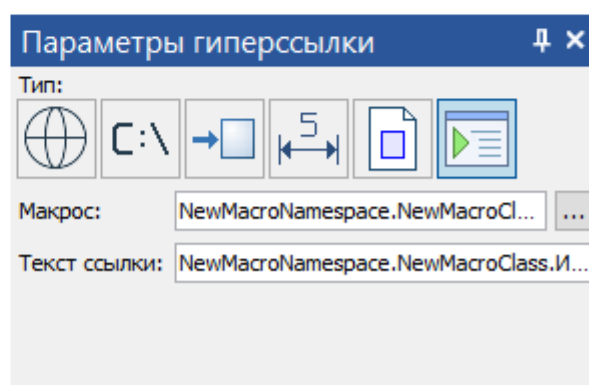 Параметры гиперссылки
Тип:
C:\
5
Макрос: NewMacroNamespace.NewMacroCl... ...
Текст ссылки: NewMacroNamespace.NewMacroClass.И...